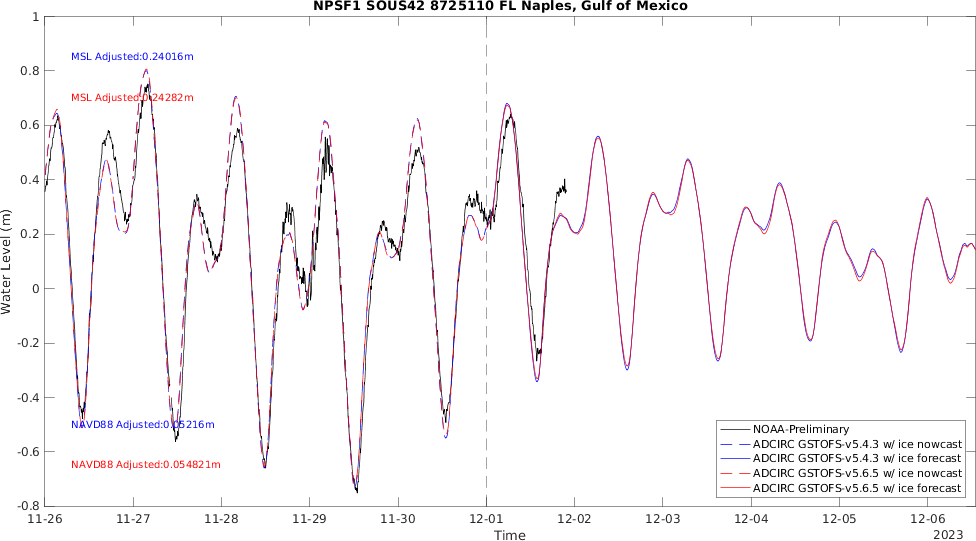 NPSF1 SOUS42 8725110 FL Naples, Gulf of Mexico
1
0.8
0.6
0.4
0.2
0
-0.2
-0.4
-0.6
-0.8
Water Level (m)
MSL Adjusted:0.24016m
MSL Adjusted:0.24282m
NAVD88 Adjusted:0.05216m
NAVD88 Adjusted:0.054821m
NOAA-Preliminary
ADCIRC GSTOFS-v5.4.3 w/ ice nowcast
ADCIRC GSTOFS-v5.4.3 w/ ice forecast
ADCIRC GSTOFS-v5.6.5 w/ ice nowcast
ADCIRC GSTOFS-v5.6.5 w/ ice forecast
11-26 11-27 11-28 11-29 11-30 12-01 12-02 12-03 12-04 12-05 12-06
Time
2023